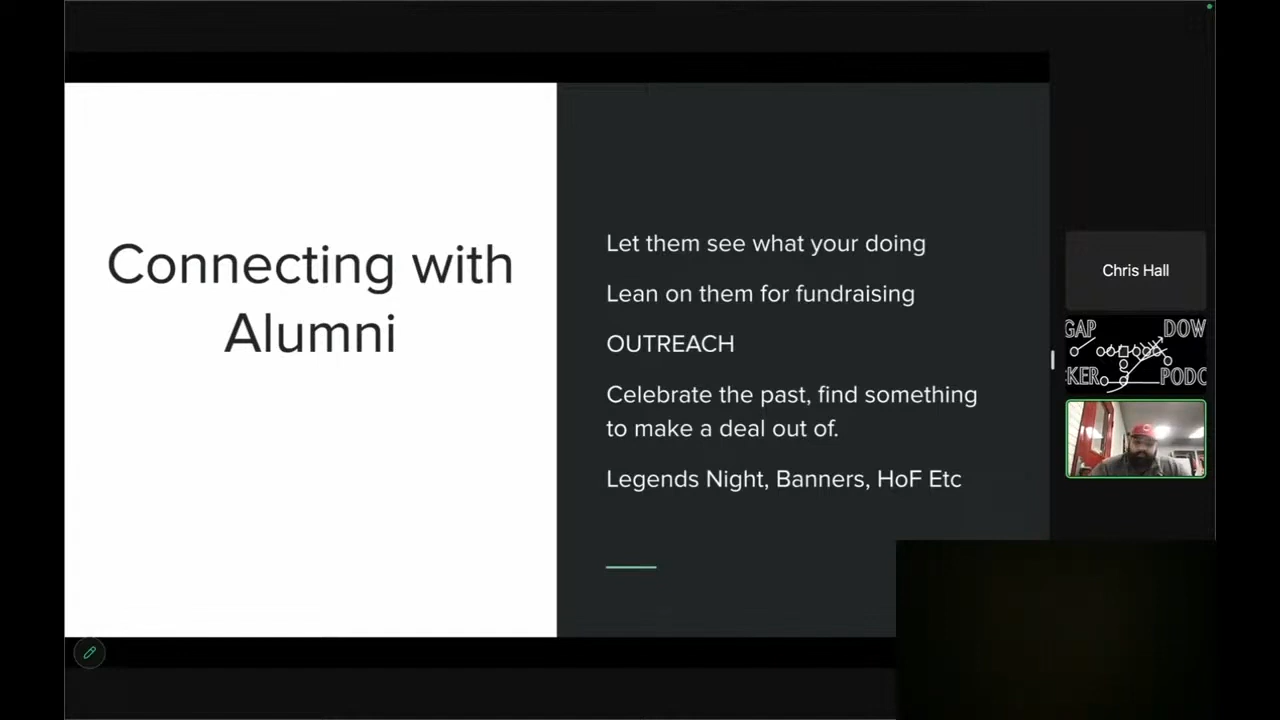 Connecting with
Alumni
Let them see what your doing
Lean on them for fundraising
OUTREACH
Celebrate the past, find something
to make a deal out of.
Legends Night, Banners, HoF Etc
Chris Hall
GAP DOW
KER PODC